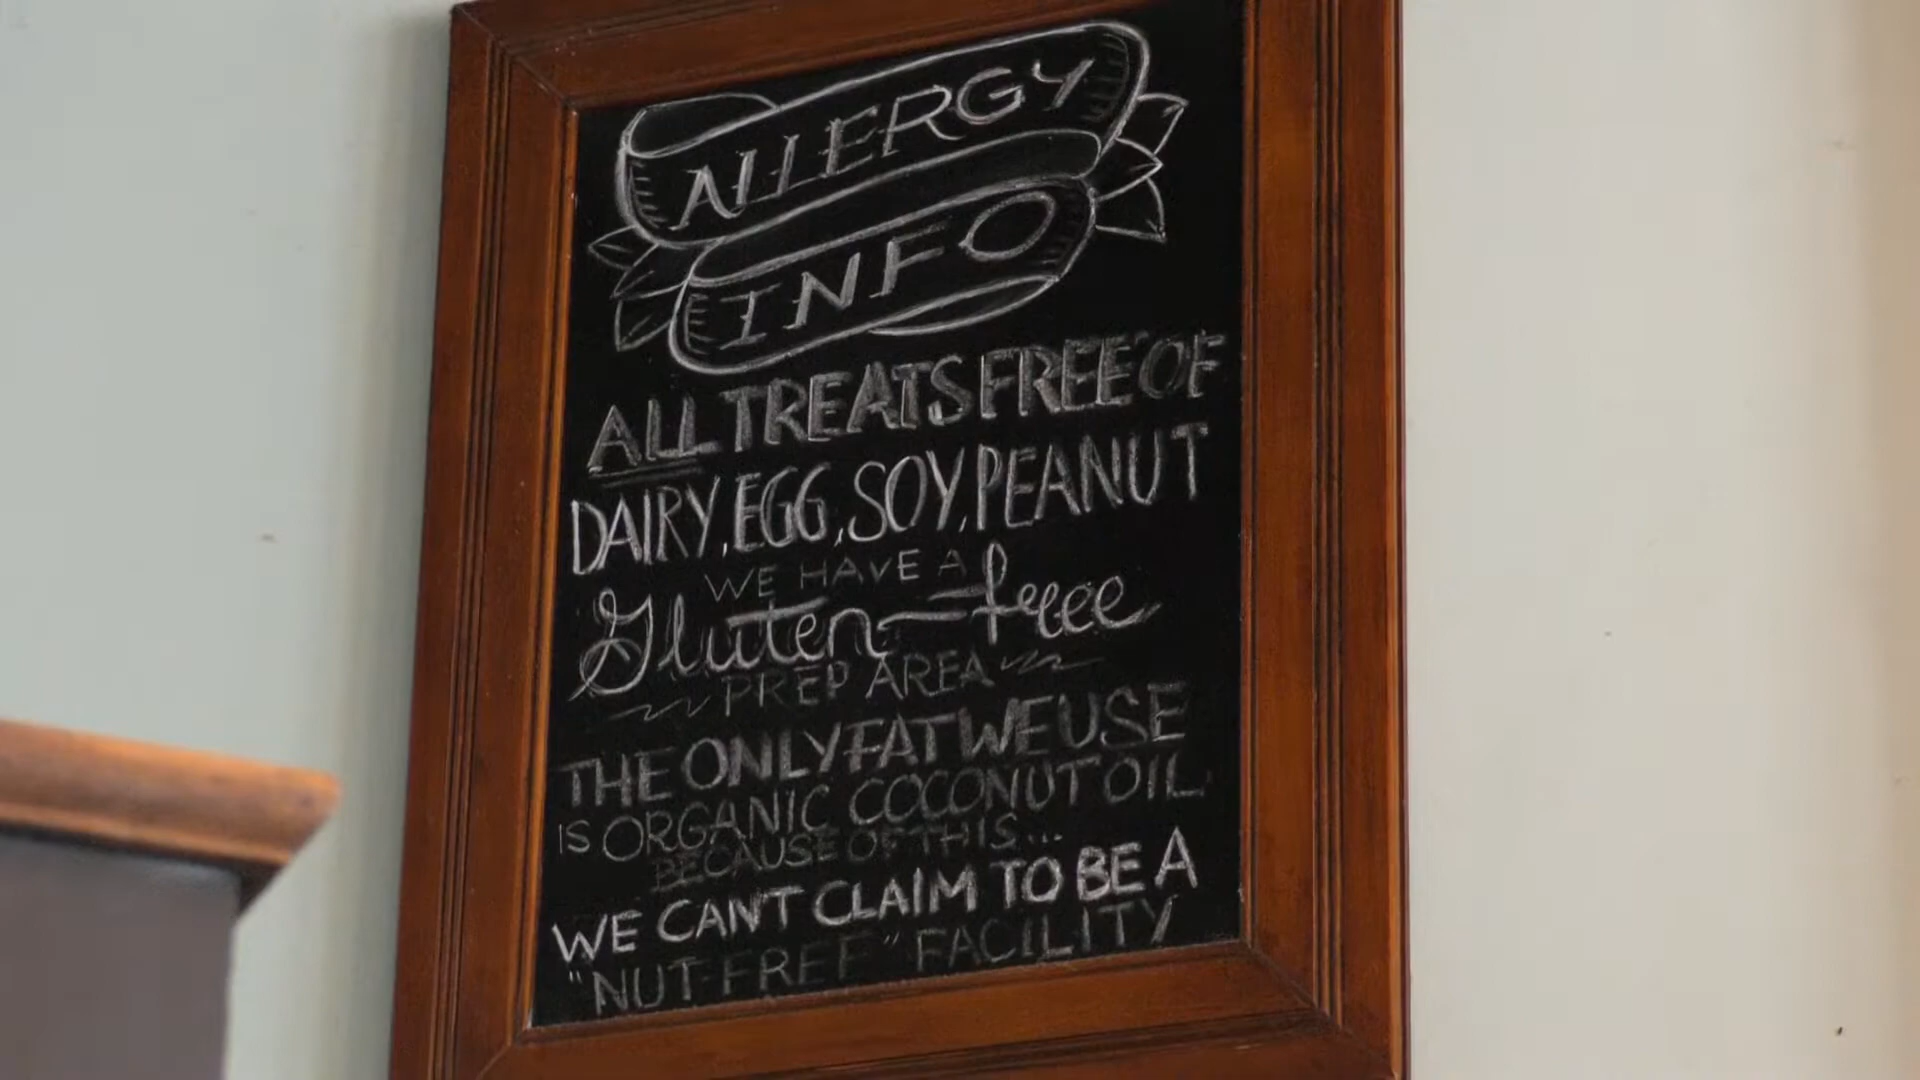 ALLERGY
INFO
ALL TREATS FREE OF
DAIRY, EGG, SOY, PEANUT
WE HAVE A
Gluten-free
PREP AREA
THE ONLY FAT WE USE
IS ORGANIC COCONUT OIL.
BECAUSE OF THIS...
WE CAN'T CLAIM TO BE A
"NUT-FREE" FACILITY